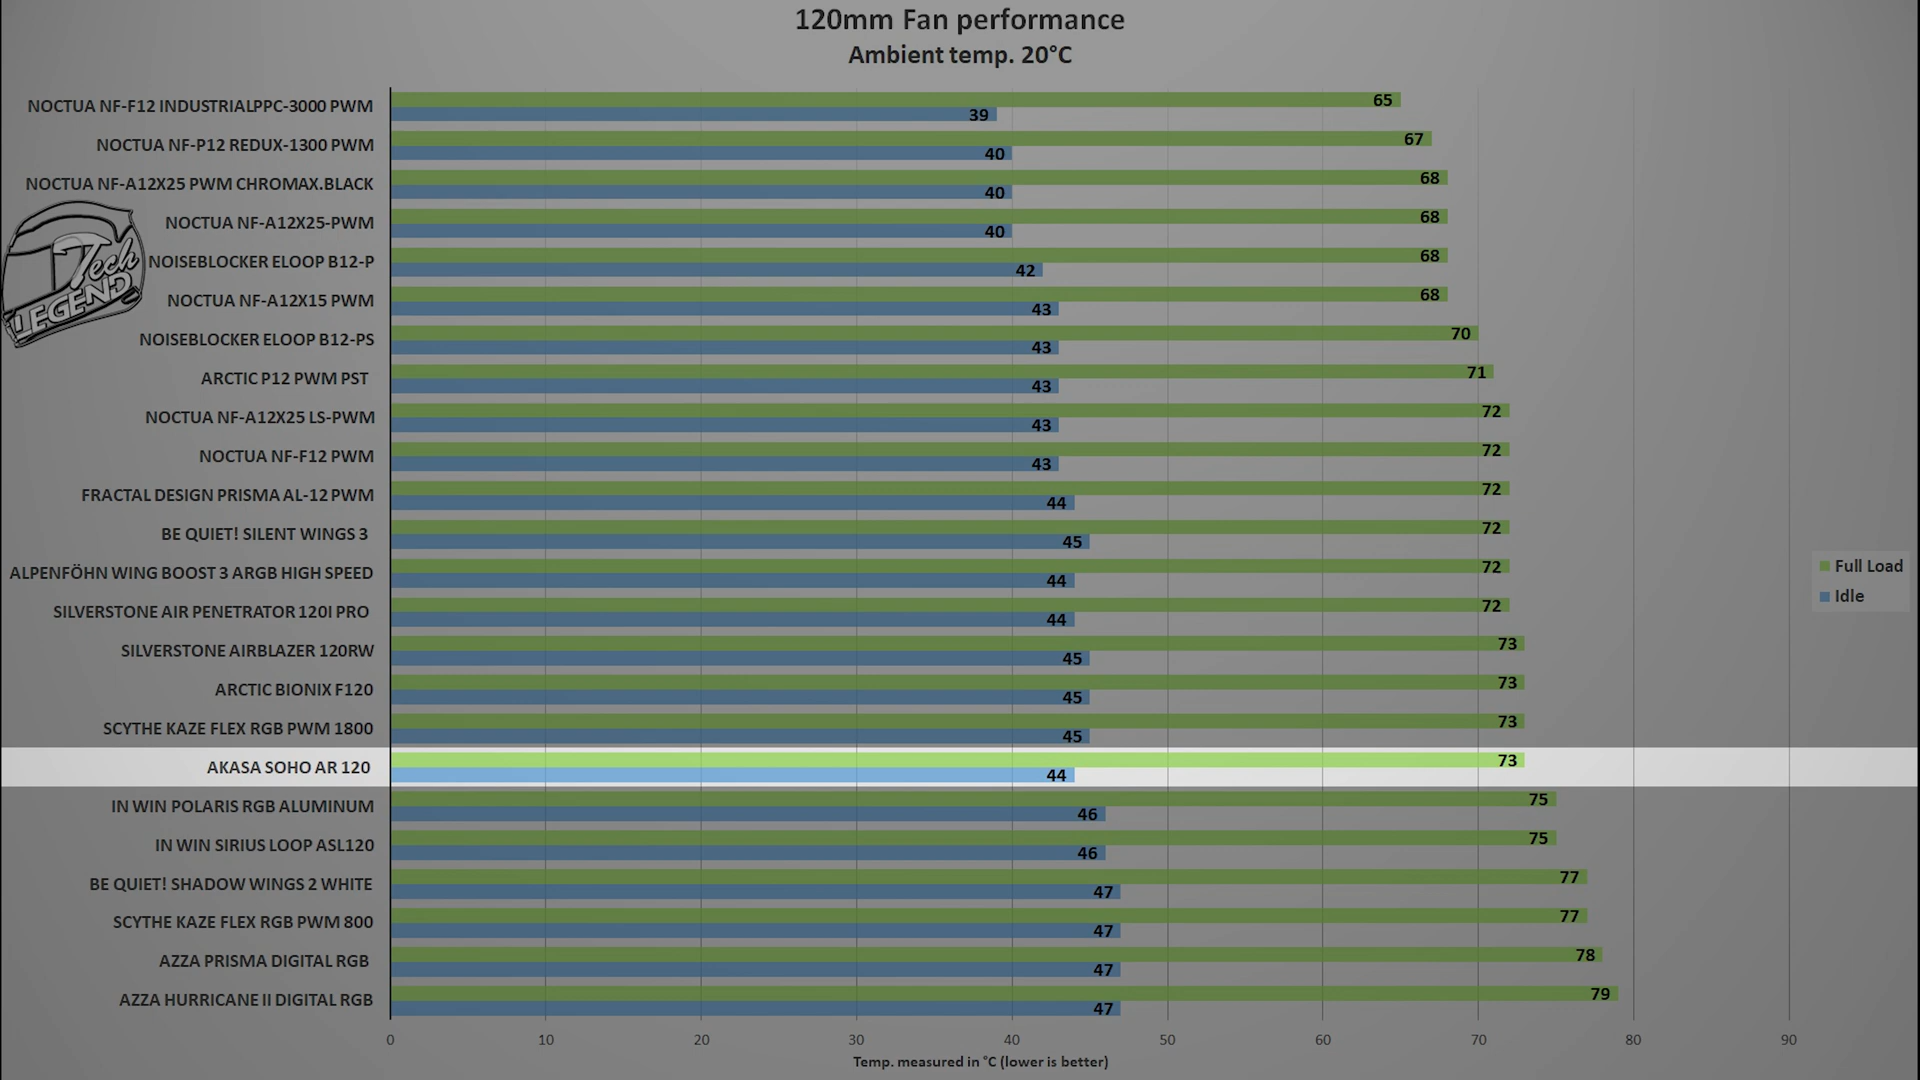 120mm Fan performance
Ambient temp. 20°C
NOCTUA NF-F12 INDUSTRIALPPC-3000 PWM 65 39
NOCTUA NF-P12 REDUX-1300 PWM 67 40
NOCTUA NF-A12X25 PWM CHROMAX.BLACK 68 40
NOCTUA NF-A12X25-PWM 68 40
NOISEBLOCKER ELOOP B12-P 68 42
NOCTUA NF-A12X15 PWM 68 43
NOISEBLOCKER ELOOP B12-PS 70 43
ARCTIC P12 PWM PST 71 43
NOCTUA NF-A12X25 LS-PWM 72 43
NOCTUA NF-F12 PWM 72 43
FRACTAL DESIGN PRISMA AL-12 PWM 72 44
BE QUIET! SILENT WINGS 3 72 45
ALPENFÖHN WING BOOST 3 ARGB HIGH SPEED 72 44
SILVERSTONE AIR PENETRATOR 120I PRO 72 44
SILVERSTONE AIRBLAZER 120RW 73 45
ARCTIC BIONIX F120 73 45
SCYTHE KAZE FLEX RGB PWM 1800 73 45
AKASA SOHO AR 120 73 44
IN WIN POLARIS RGB ALUMINUM 75 46
IN WIN SIRIUS LOOP ASL120 75 46
BE QUIET! SHADOW WINGS 2 WHITE 77 47
SCYTHE KAZE FLEX RGB PWM 800 77 47
AZZA PRISMA DIGITAL RGB 78 47
AZZA HURRICANE II DIGITAL RGB 79 47
0 10 20 30 40 50 60 70 80 90
Temp. measured in °C (lower is better)
Full Load
Idle
Tech
LEGEND